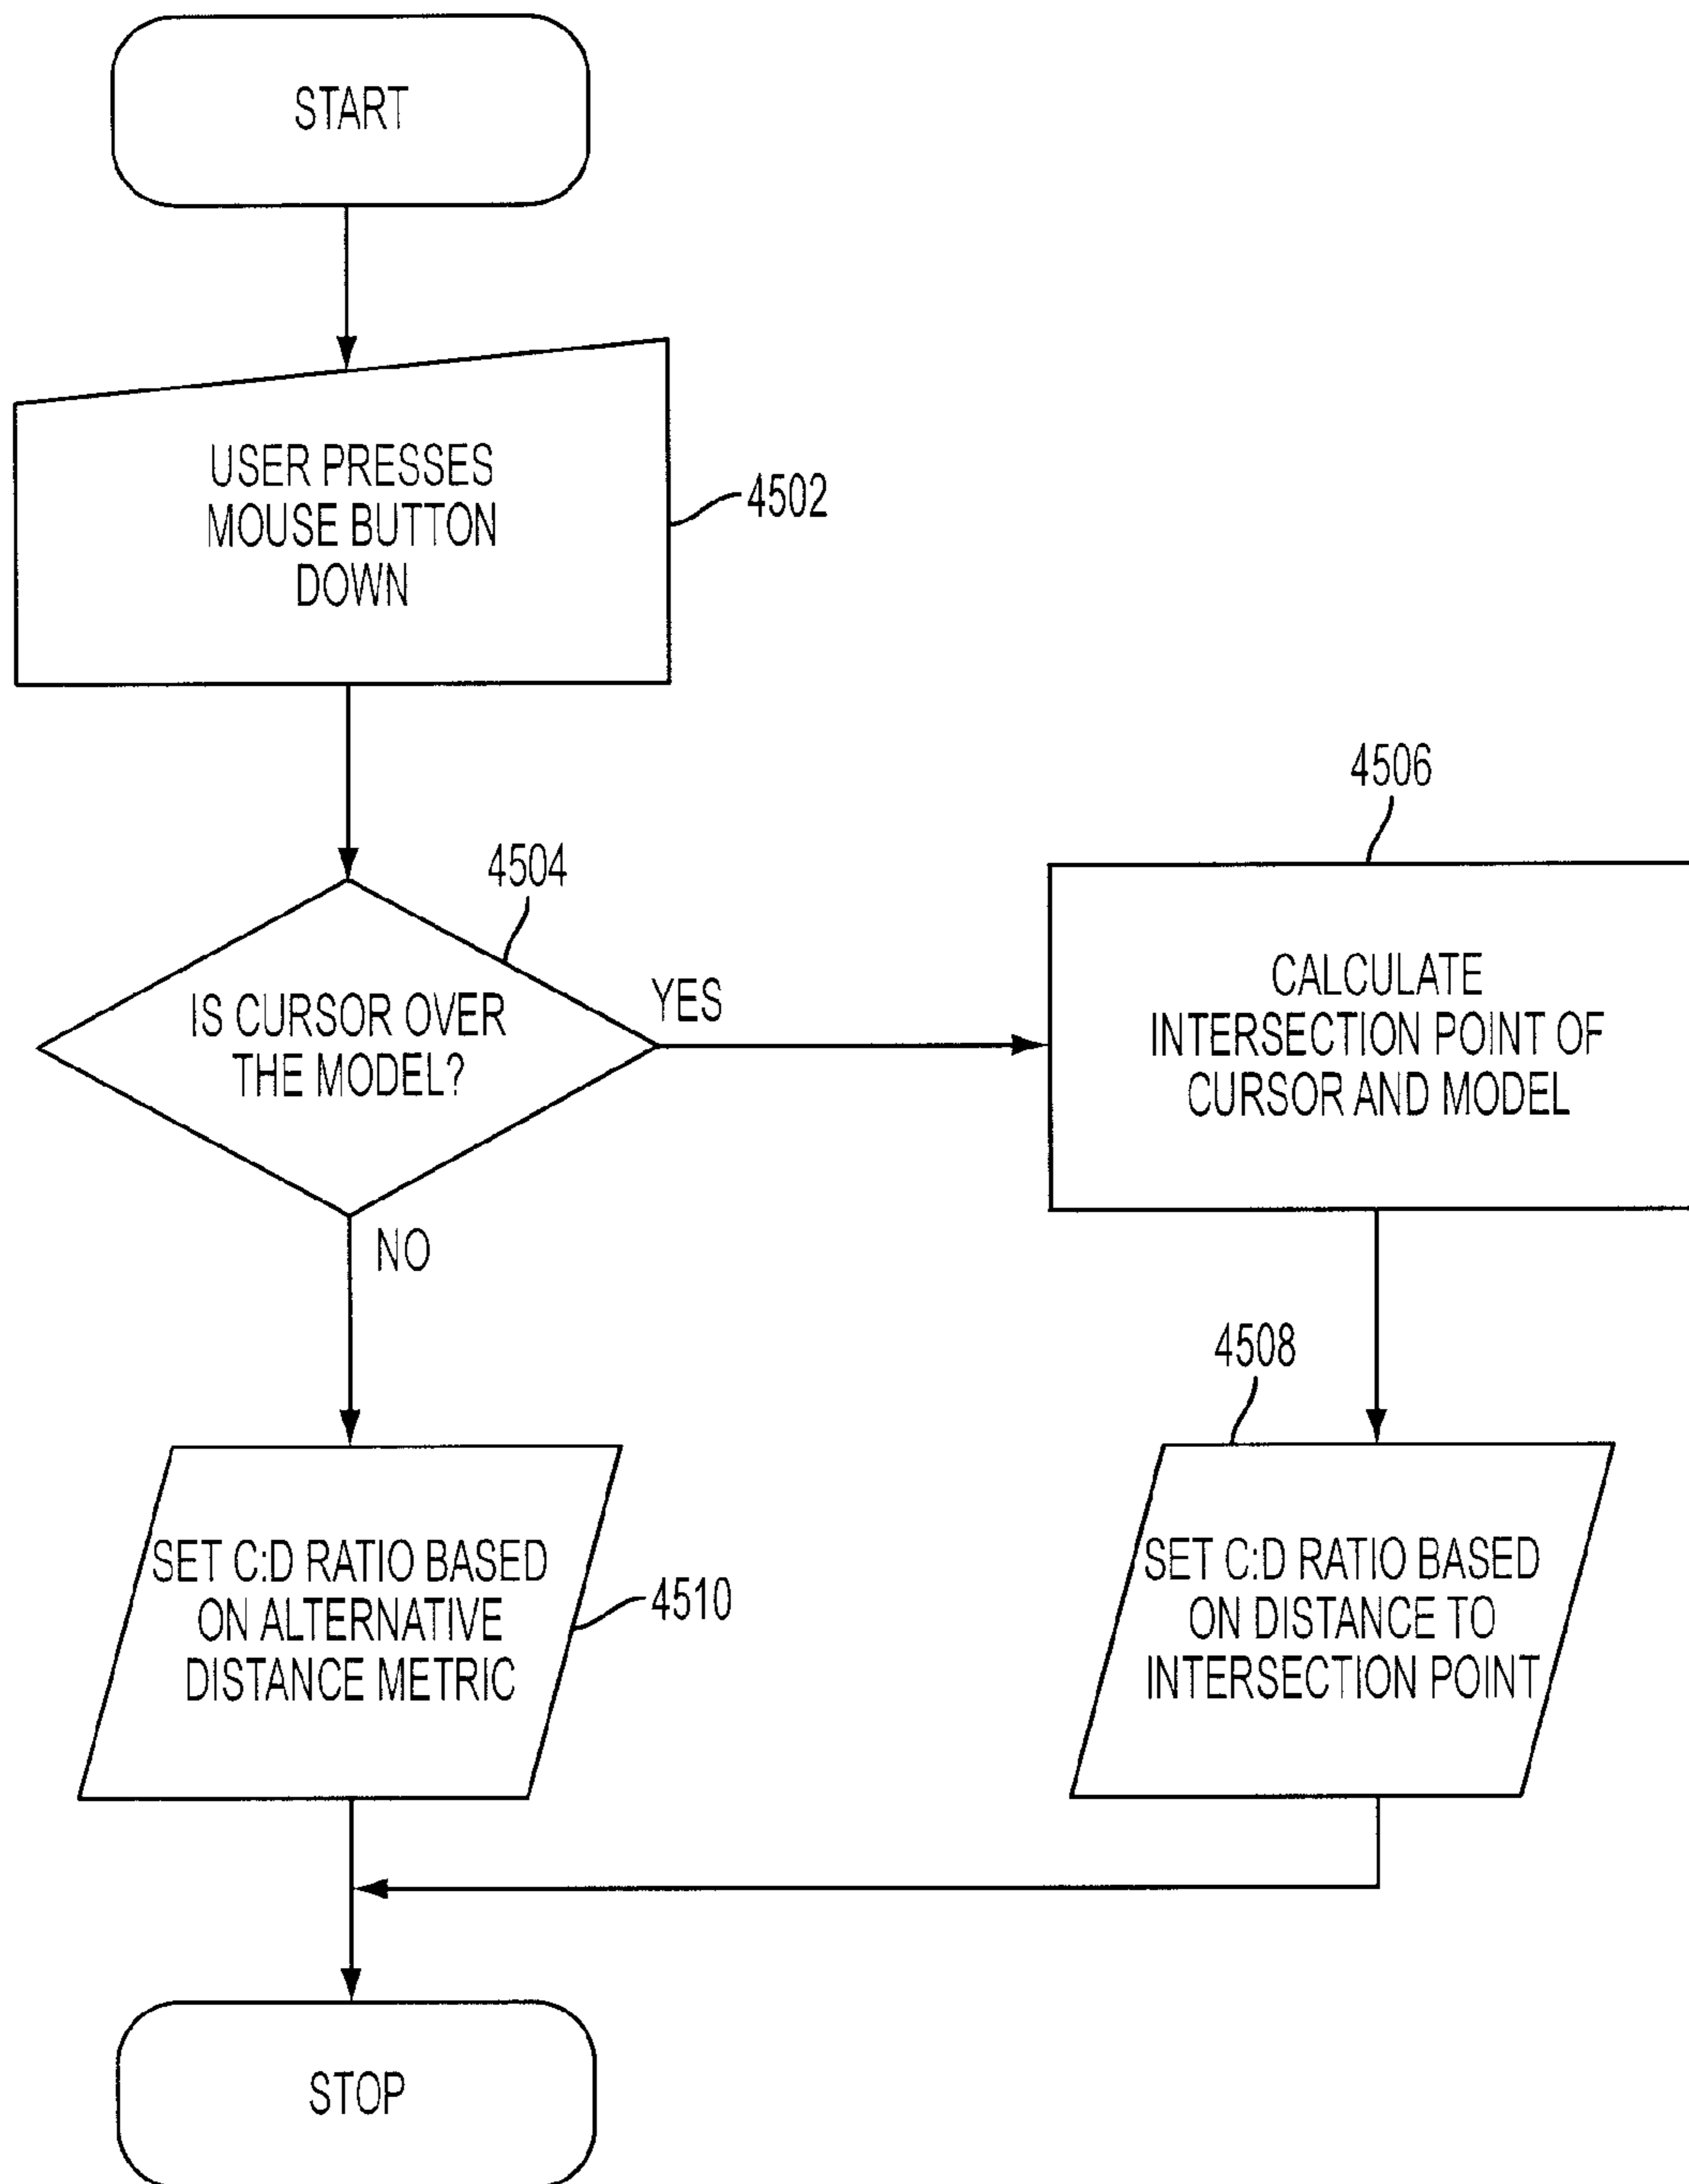 START
USER PRESSES
MOUSE BUTTON
DOWN
4502
4504
IS CURSOR OVER
THE MODEL?
YES
NO
4506
CALCULATE
INTERSECTION POINT OF
CURSOR AND MODEL
4508
SET C:D RATIO BASED
ON DISTANCE TO
INTERSECTION POINT
SET C:D RATIO BASED
ON ALTERNATIVE
DISTANCE METRIC
4510
STOP